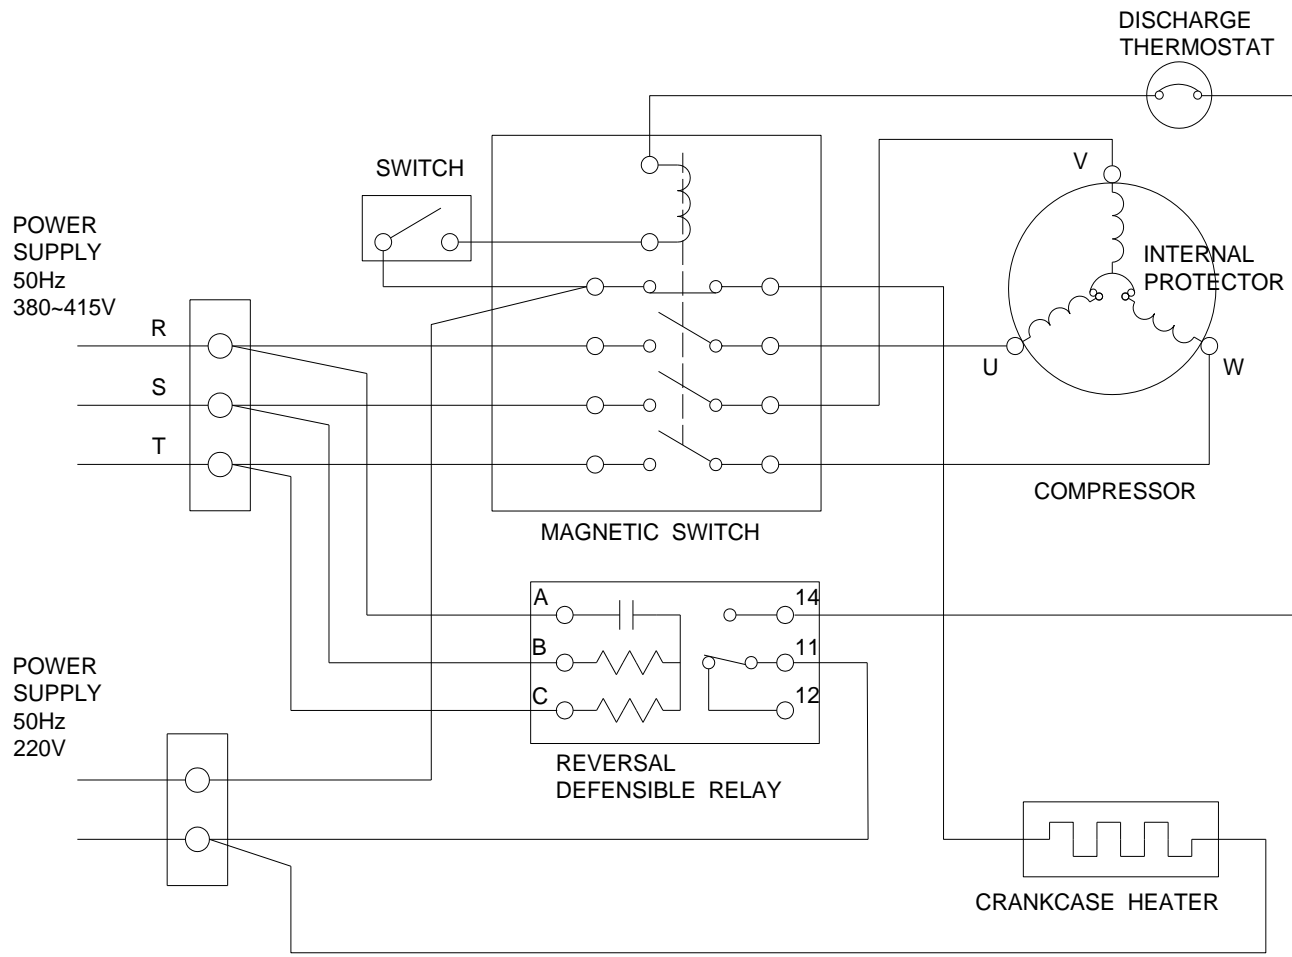 DISCHARGE
THERMOSTAT
SWITCH
V
POWER
SUPPLY
50Hz
380~415V
INTERNAL
PROTECTOR
R
U
W
S
T
COMPRESSOR
MAGNETIC SWITCH
A
14
B
11
C
12
POWER
SUPPLY
50Hz
220V
REVERSAL
DEFENSIBLE RELAY
CRANKCASE HEATER